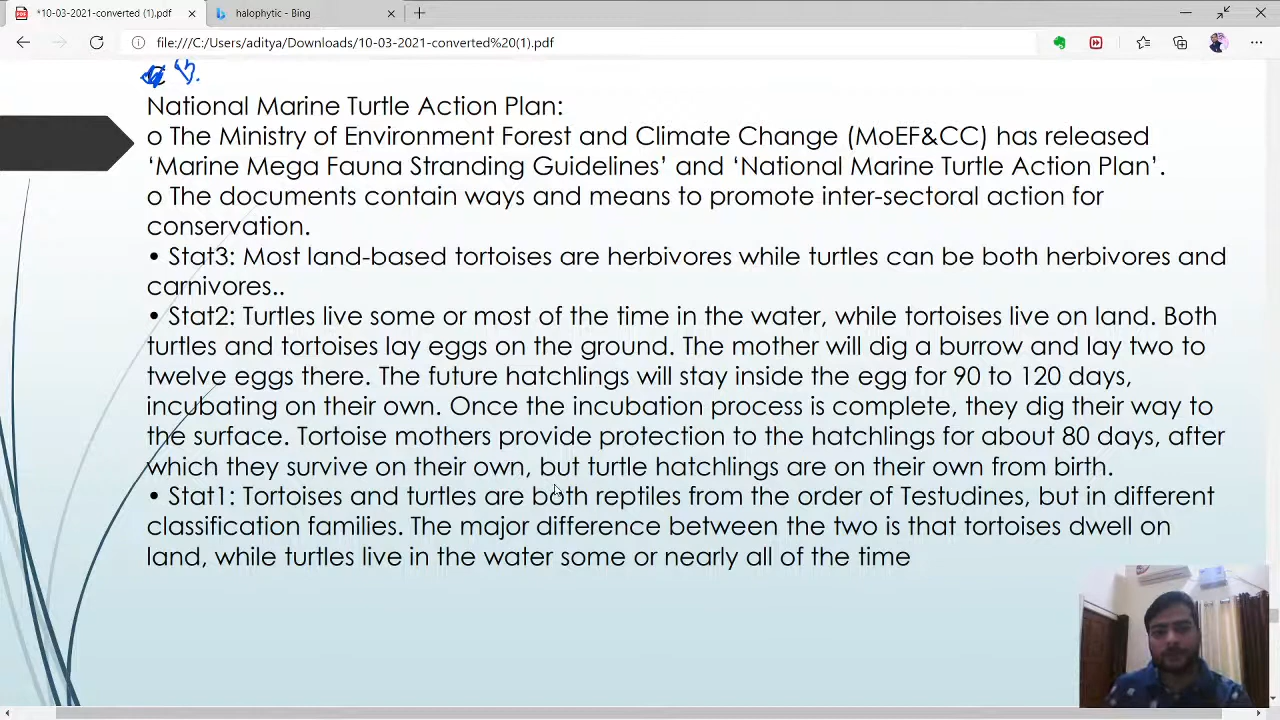 *10-03-2021-converted (1).pdf
halophytic - Bing
file:///C:/Users/aditya/Downloads/10-03-2021-converted%20(1).pdf
National Marine Turtle Action Plan:
o The Ministry of Environment Forest and Climate Change (MoEF&CC) has released
‘Marine Mega Fauna Stranding Guidelines’ and ‘National Marine Turtle Action Plan’.
o The documents contain ways and means to promote inter-sectoral action for
conservation.
• Stat3: Most land-based tortoises are herbivores while turtles can be both herbivores and
carnivores..
• Stat2: Turtles live some or most of the time in the water, while tortoises live on land. Both
turtles and tortoises lay eggs on the ground. The mother will dig a burrow and lay two to
twelve eggs there. The future hatchlings will stay inside the egg for 90 to 120 days,
incubating on their own. Once the incubation process is complete, they dig their way to
the surface. Tortoise mothers provide protection to the hatchlings for about 80 days, after
which they survive on their own, but turtle hatchlings are on their own from birth.
• Stat1: Tortoises and turtles are both reptiles from the order of Testudines, but in different
classification families. The major difference between the two is that tortoises dwell on
land, while turtles live in the water some or nearly all of the time